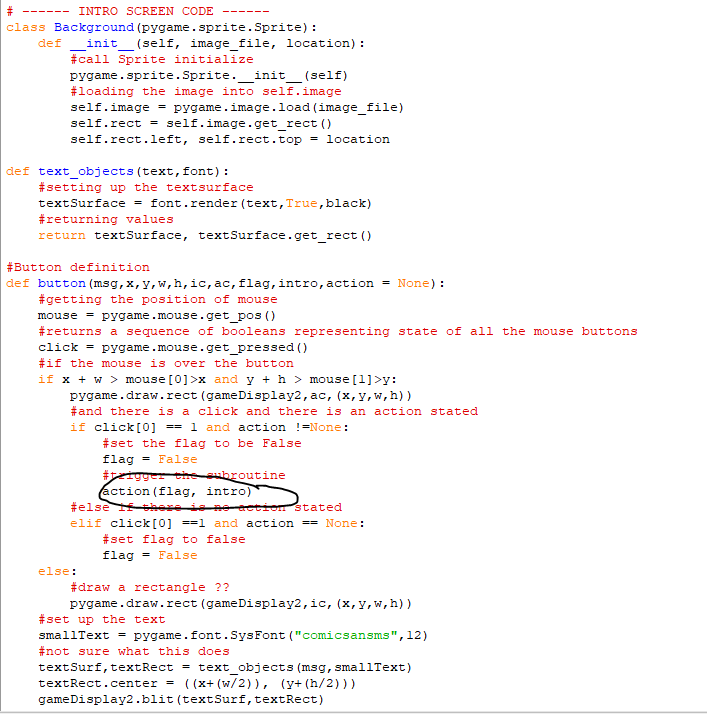 # ------ INTRO SCREEN CODE ------
class Background(pygame.sprite.Sprite):
    def __init__(self, image_file, location):
        #call Sprite initialize
        pygame.sprite.Sprite.__init__(self)
        #loading the image into self.image
        self.image = pygame.image.load(image_file)
        self.rect = self.image.get_rect()
        self.rect.left, self.rect.top = location

def text_objects(text,font):
    #setting up the textsurface
    textSurface = font.render(text,True,black)
    #returning values
    return textSurface, textSurface.get_rect()

#Button definition
def button(msg,x,y,w,h,ic,ac,flag,intro,action = None):
    #getting the position of mouse
    mouse = pygame.mouse.get_pos()
    #returns a sequence of booleans representing state of all the mouse buttons
    click = pygame.mouse.get_pressed()
    #if the mouse is over the button
    if x + w > mouse[0]>x and y + h > mouse[1]>y:
        pygame.draw.rect(gameDisplay2,ac,(x,y,w,h))
        #and there is a click and there is an action stated
        if click[0] == 1 and action !=None:
            #set the flag to be False
            flag = False
            #trigger the subroutine
            action(flag, intro)
        #else if there is no action stated
        elif click[0] ==1 and action == None:
            #set flag to false
            flag = False
    else:
        #draw a rectangle ??
        pygame.draw.rect(gameDisplay2,ic,(x,y,w,h))
    #set up the text
    smallText = pygame.font.SysFont("comicsansms",12)
    #not sure what this does
    textSurf,textRect = text_objects(msg,smallText)
    textRect.center = ((x+(w/2)), (y+(h/2)))
    gameDisplay2.blit(textSurf,textRect)